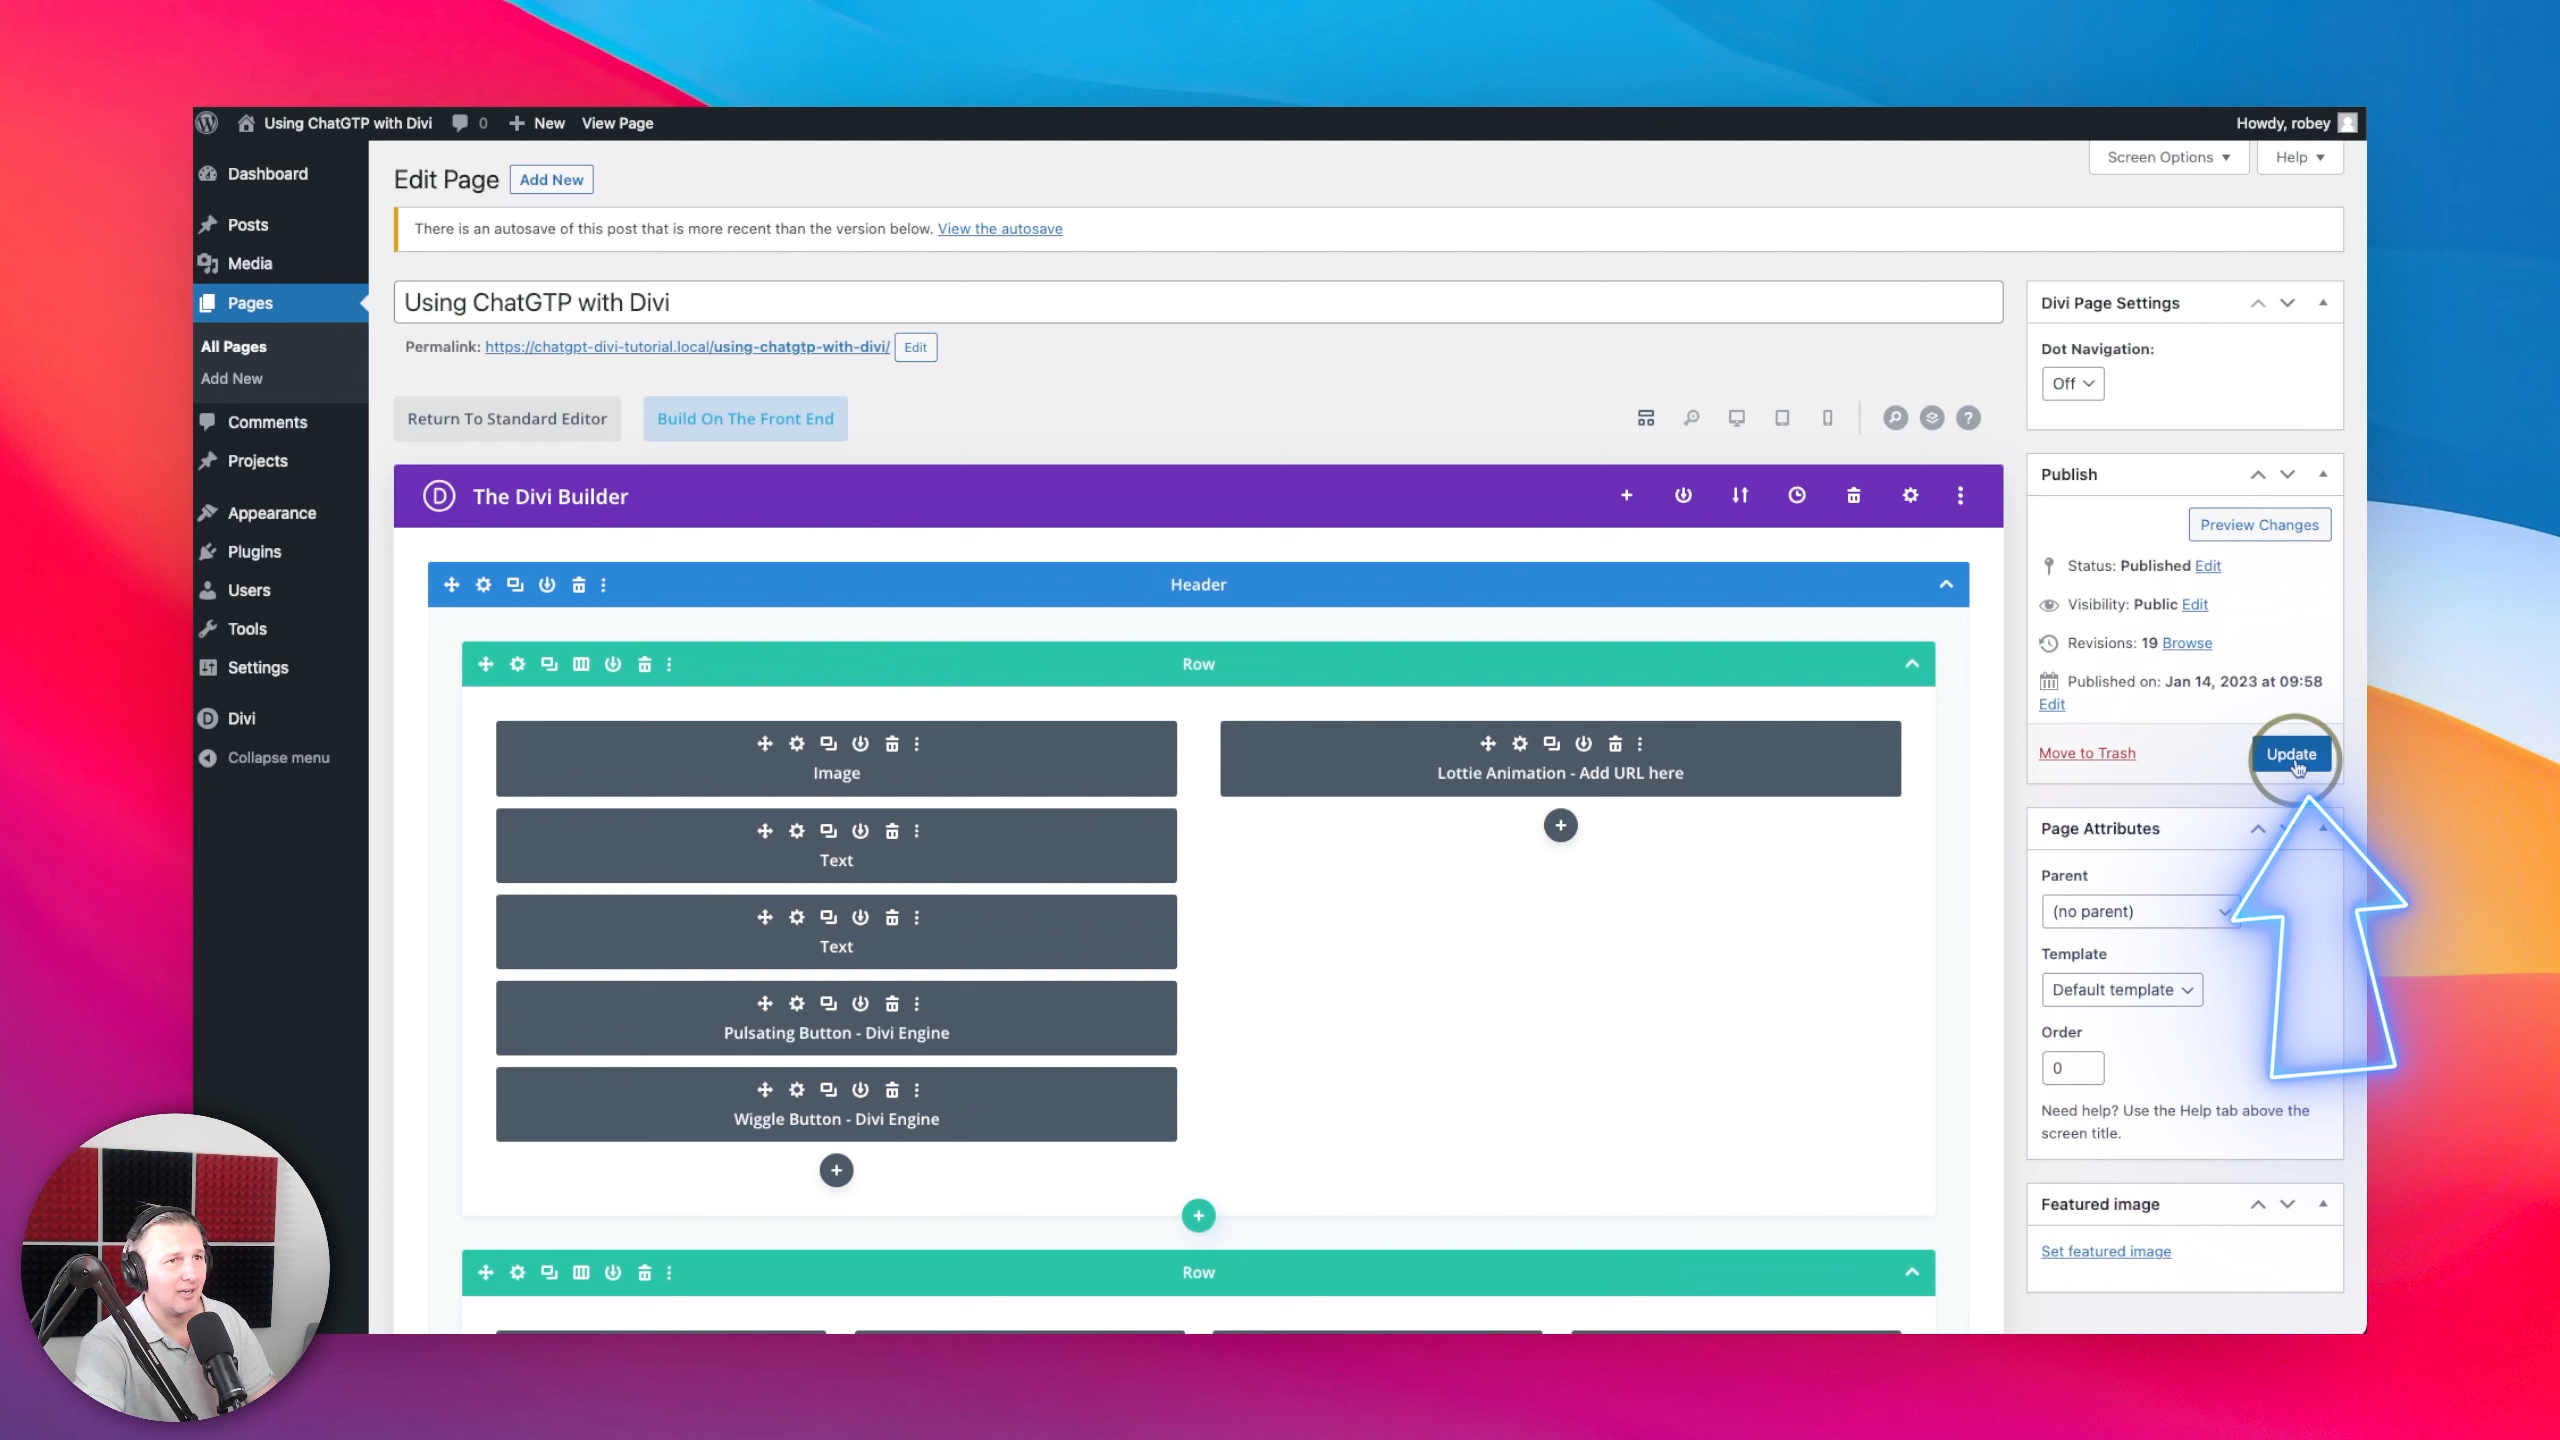 Using ChatGTP with Divi 0 New View Page Howdy, robey
Dashboard
Posts
Media
Pages
All Pages
Add New
Comments
Projects
Appearance
Plugins
Users
Tools
Settings
Divi
Collapse menu
Screen Options Help
Edit Page Add New
There is an autosave of this post that is more recent than the version below. View the autosave
Using ChatGTP with Divi
Permalink: https://chatgpt-divi-tutorial.local/using-chatgtp-with-divi/ Edit
Return To Standard Editor Build On The Front End
D The Divi Builder
Header
Row
Image
Text
Text
Pulsating Button - Divi Engine
Wiggle Button - Divi Engine
Lottie Animation - Add URL here
Row
Divi Page Settings
Dot Navigation:
Off
Publish
Preview Changes
Status: Published Edit
Visibility: Public Edit
Revisions: 19 Browse
Published on: Jan 14, 2023 at 09:58
Edit
Move to Trash Update
Page Attributes
Parent
(no parent)
Template
Default template
Order
0
Need help? Use the Help tab above the
screen title.
Featured image
Set featured image